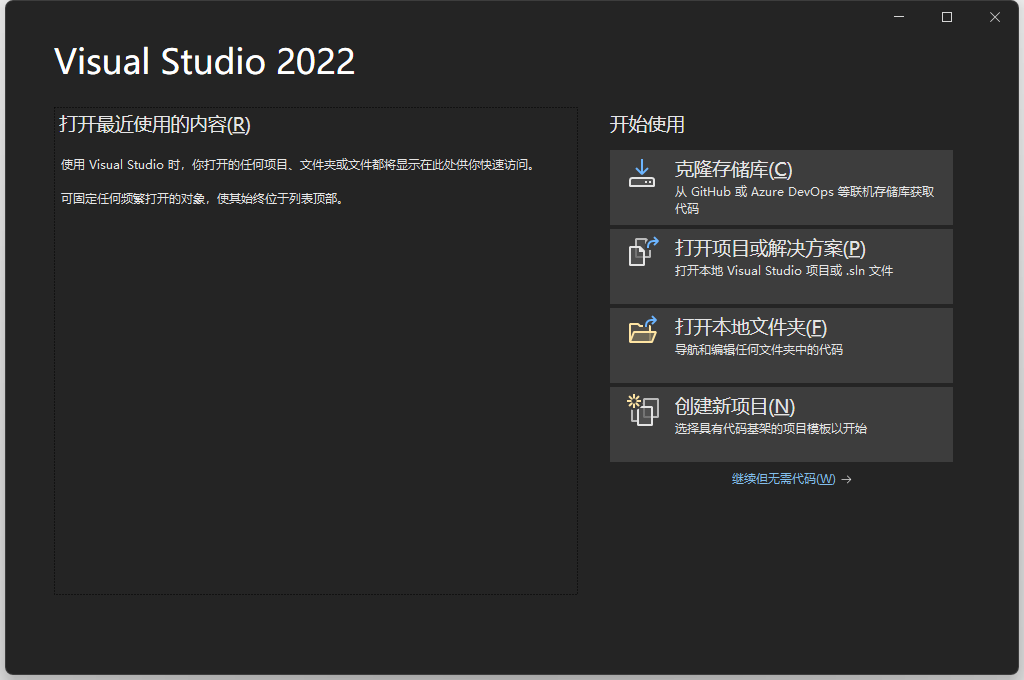 Visual Studio 2022
打开最近使用的内容(R)
使用 Visual Studio 时，你打开的任何项目、文件夹或文件都将显示在此处供你快速访问。
可固定任何频繁打开的对象，使其始终位于列表顶部。
开始使用
克隆存储库(C)
从 GitHub 或 Azure DevOps 等联机存储库获取
代码
打开项目或解决方案(P)
打开本地 Visual Studio 项目或 .sln 文件
打开本地文件夹(F)
导航和编辑任何文件夹中的代码
创建新项目(N)
选择具有代码基架的项目模板以开始
继续但无需代码(W) →